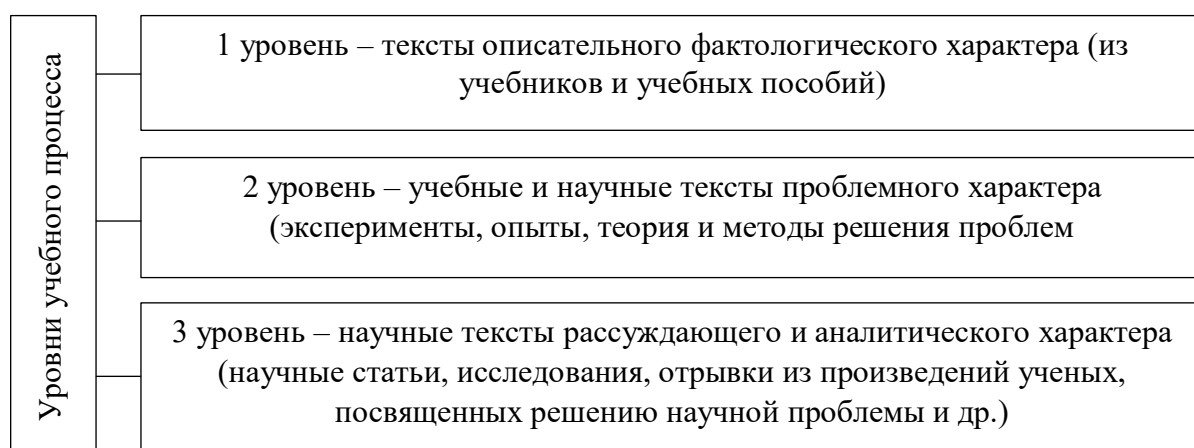 Уровни учебного процесса
1 уровень – тексты описательного фактологического характера (из
учебников и учебных пособий)
2 уровень – учебные и научные тексты проблемного характера
(эксперименты, опыты, теория и методы решения проблем
3 уровень – научные тексты рассуждающего и аналитического характера
(научные статьи, исследования, отрывки из произведений ученых,
посвященных решению научной проблемы и др.)